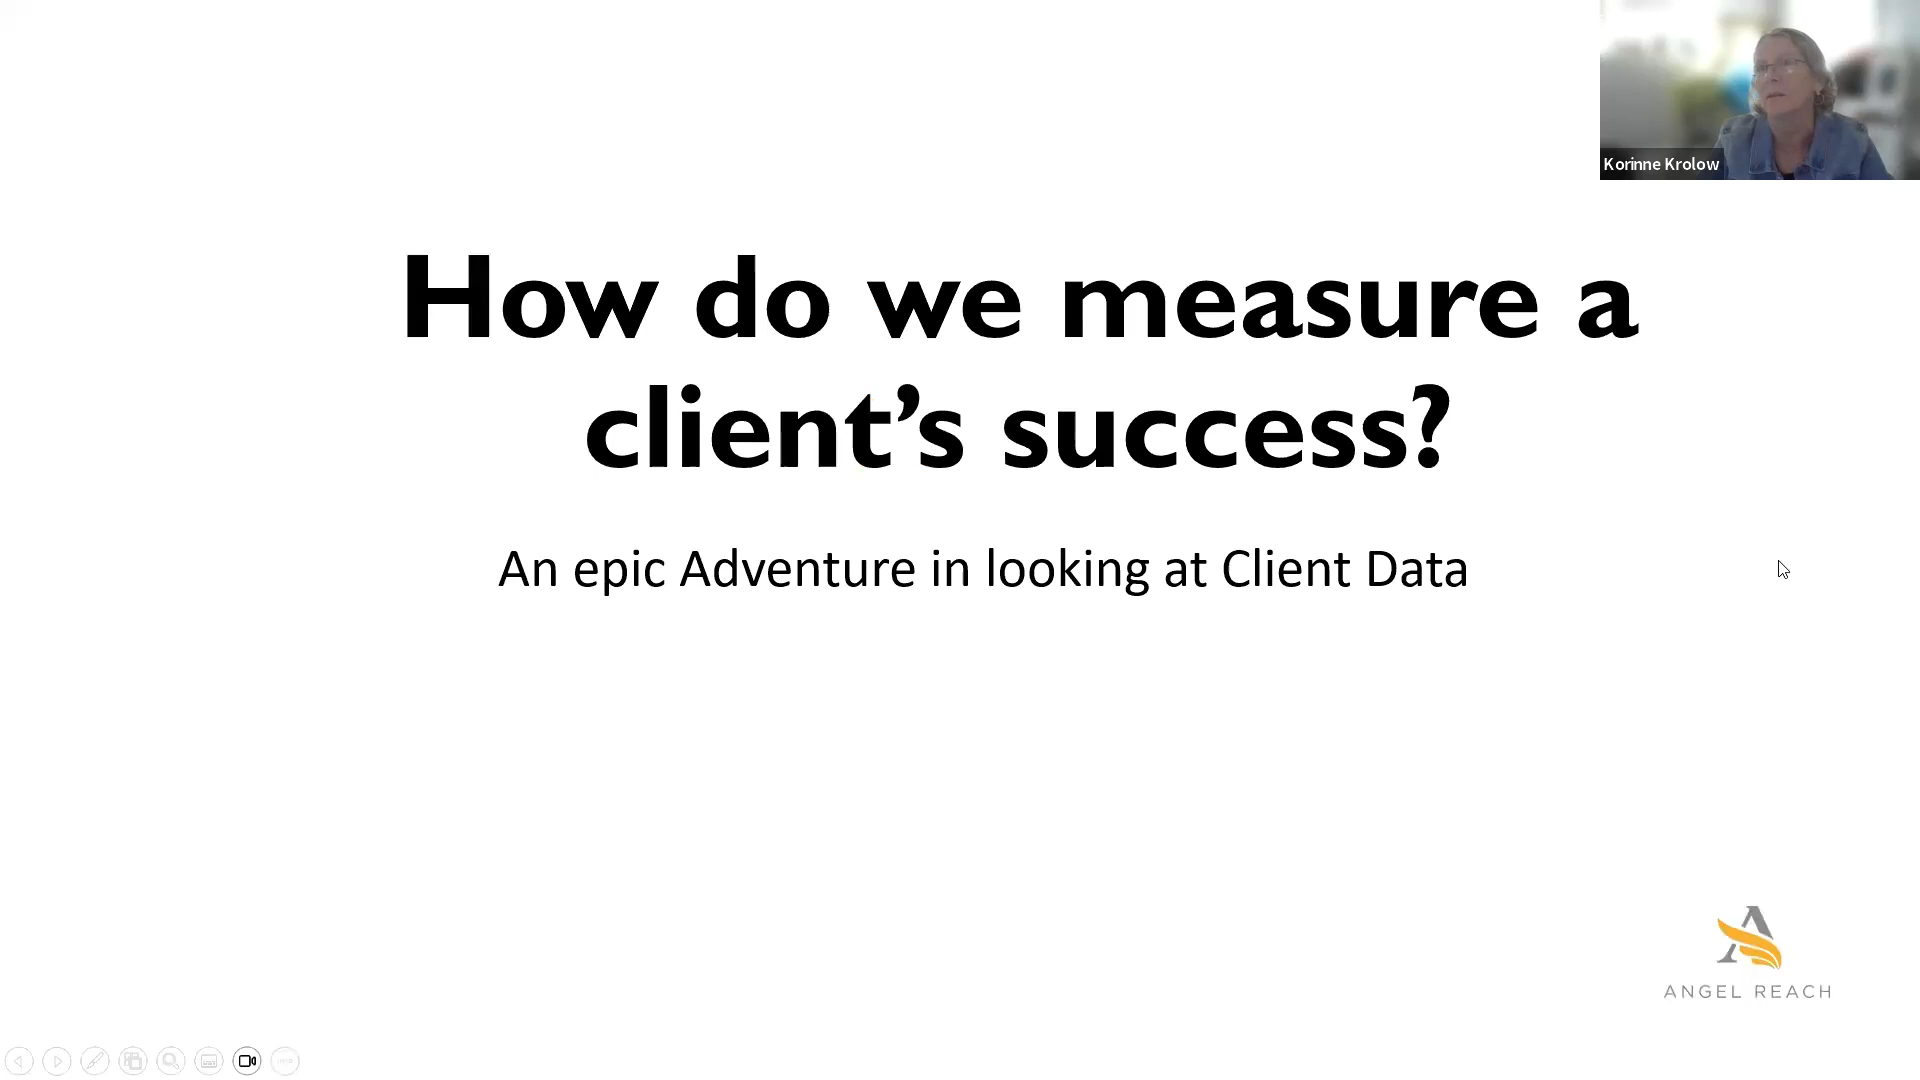 Korinne Krolow
How do we measure a
client’s success?
An epic Adventure in looking at Client Data
ANGEL REACH